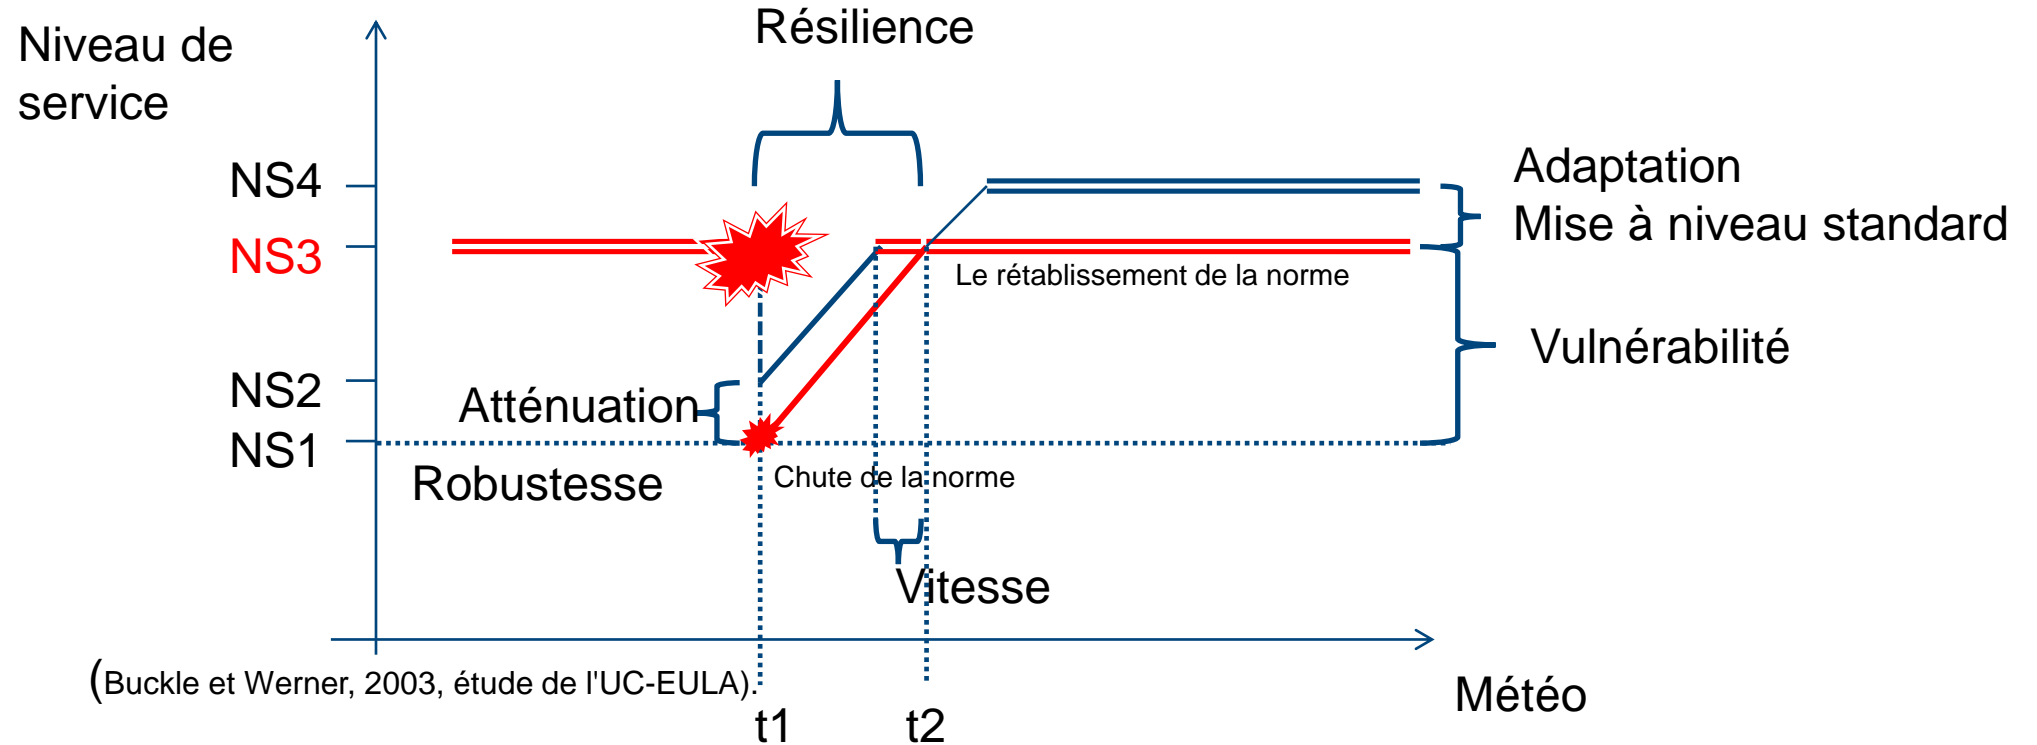 Résilience
Niveau de
service
NS4
Adaptation
Mise à niveau standard
NS3
Le rétablissement de la norme
Vulnérabilité
NS2
Atténuation
NS1
Robustesse
Chute de la norme
Vitesse
(Buckle et Werner, 2003, étude de l'UC-EULA).
Météo
t1
t2